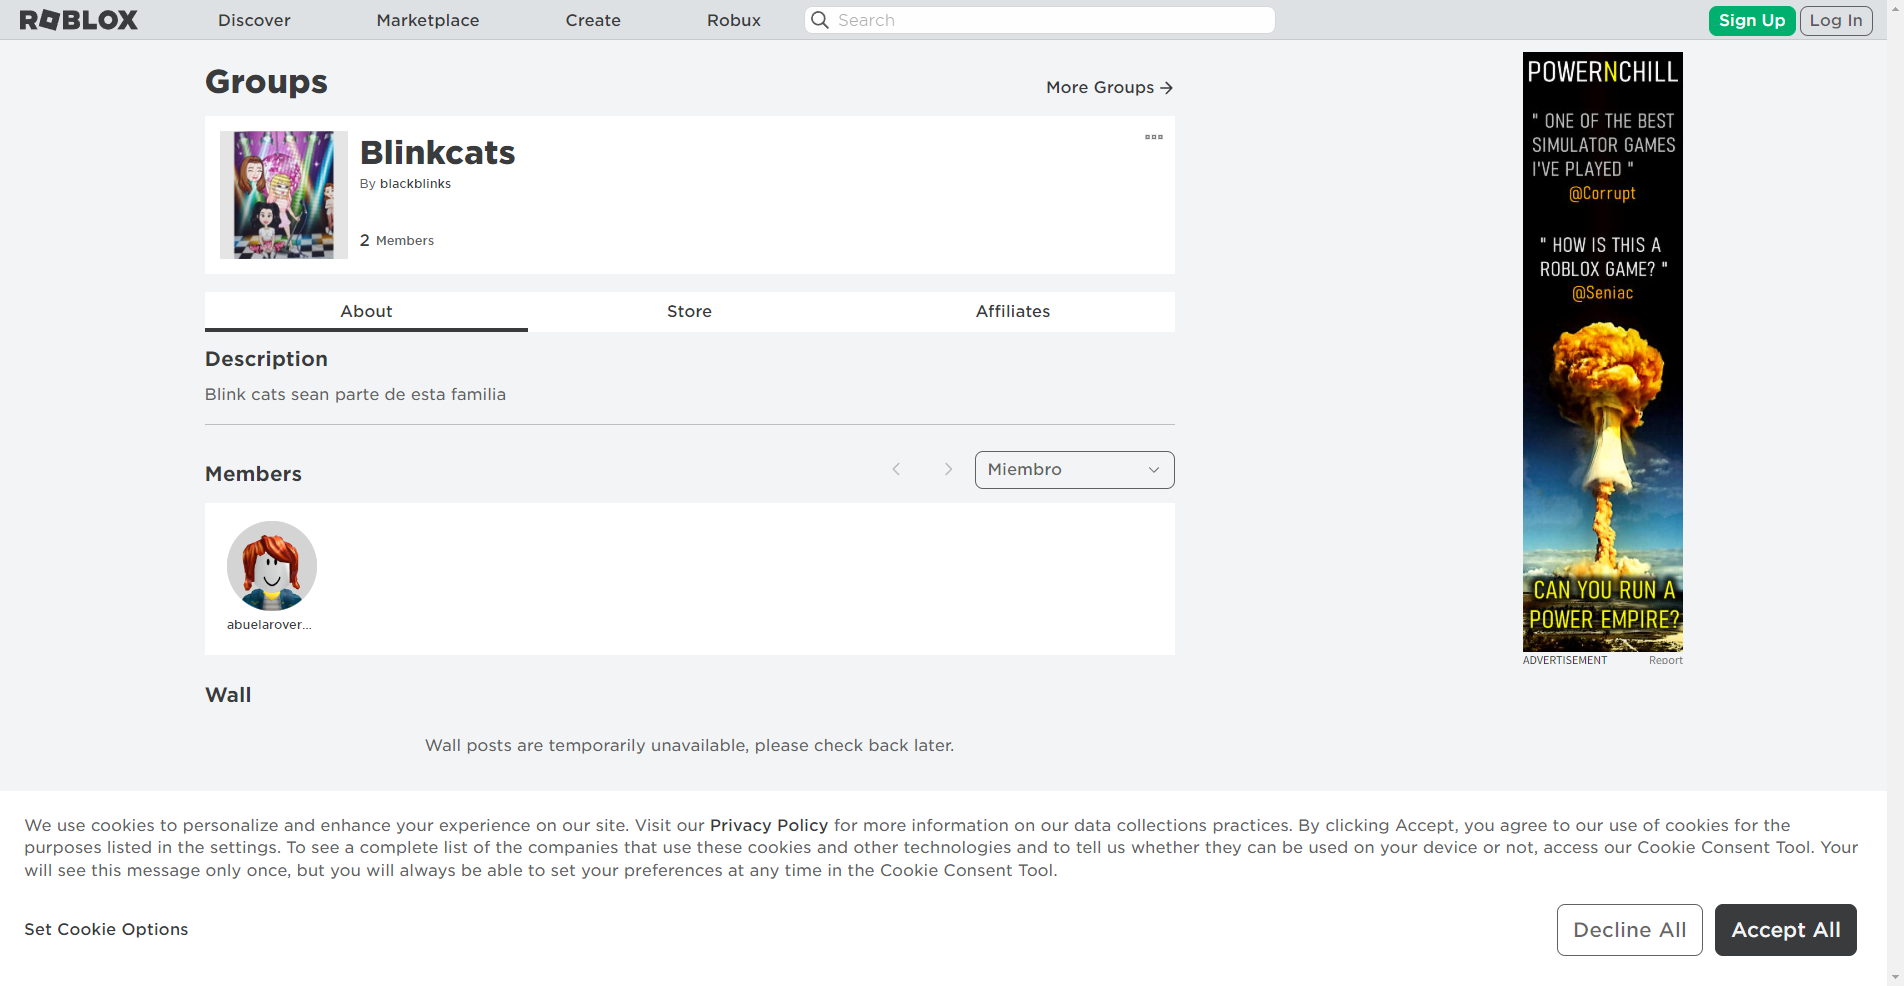 ROBLOX
Discover
Marketplace
Create
Robux
Search
Sign Up
Log In
Groups
More Groups
Blinkcats
By blackblinks
2 Members
About
Store
Affiliates
Description
Blink cats sean parte de esta familia
Members
Miembro
abuelarover...
Wall
Wall posts are temporarily unavailable, please check back later.
POWERNCHILL
" ONE OF THE BEST
SIMULATOR GAMES
I'VE PLAYED "
@Corrupt
" HOW IS THIS A
ROBLOX GAME? "
@Seniac
CAN YOU RUN A
POWER EMPIRE?
ADVERTISEMENT
Report
We use cookies to personalize and enhance your experience on our site. Visit our Privacy Policy for more information on our data collections practices. By clicking Accept, you agree to our use of cookies for the
purposes listed in the settings. To see a complete list of the companies that use these cookies and other technologies and to tell us whether they can be used on your device or not, access our Cookie Consent Tool. Your
will see this message only once, but you will always be able to set your preferences at any time in the Cookie Consent Tool.
Set Cookie Options
Decline All
Accept All